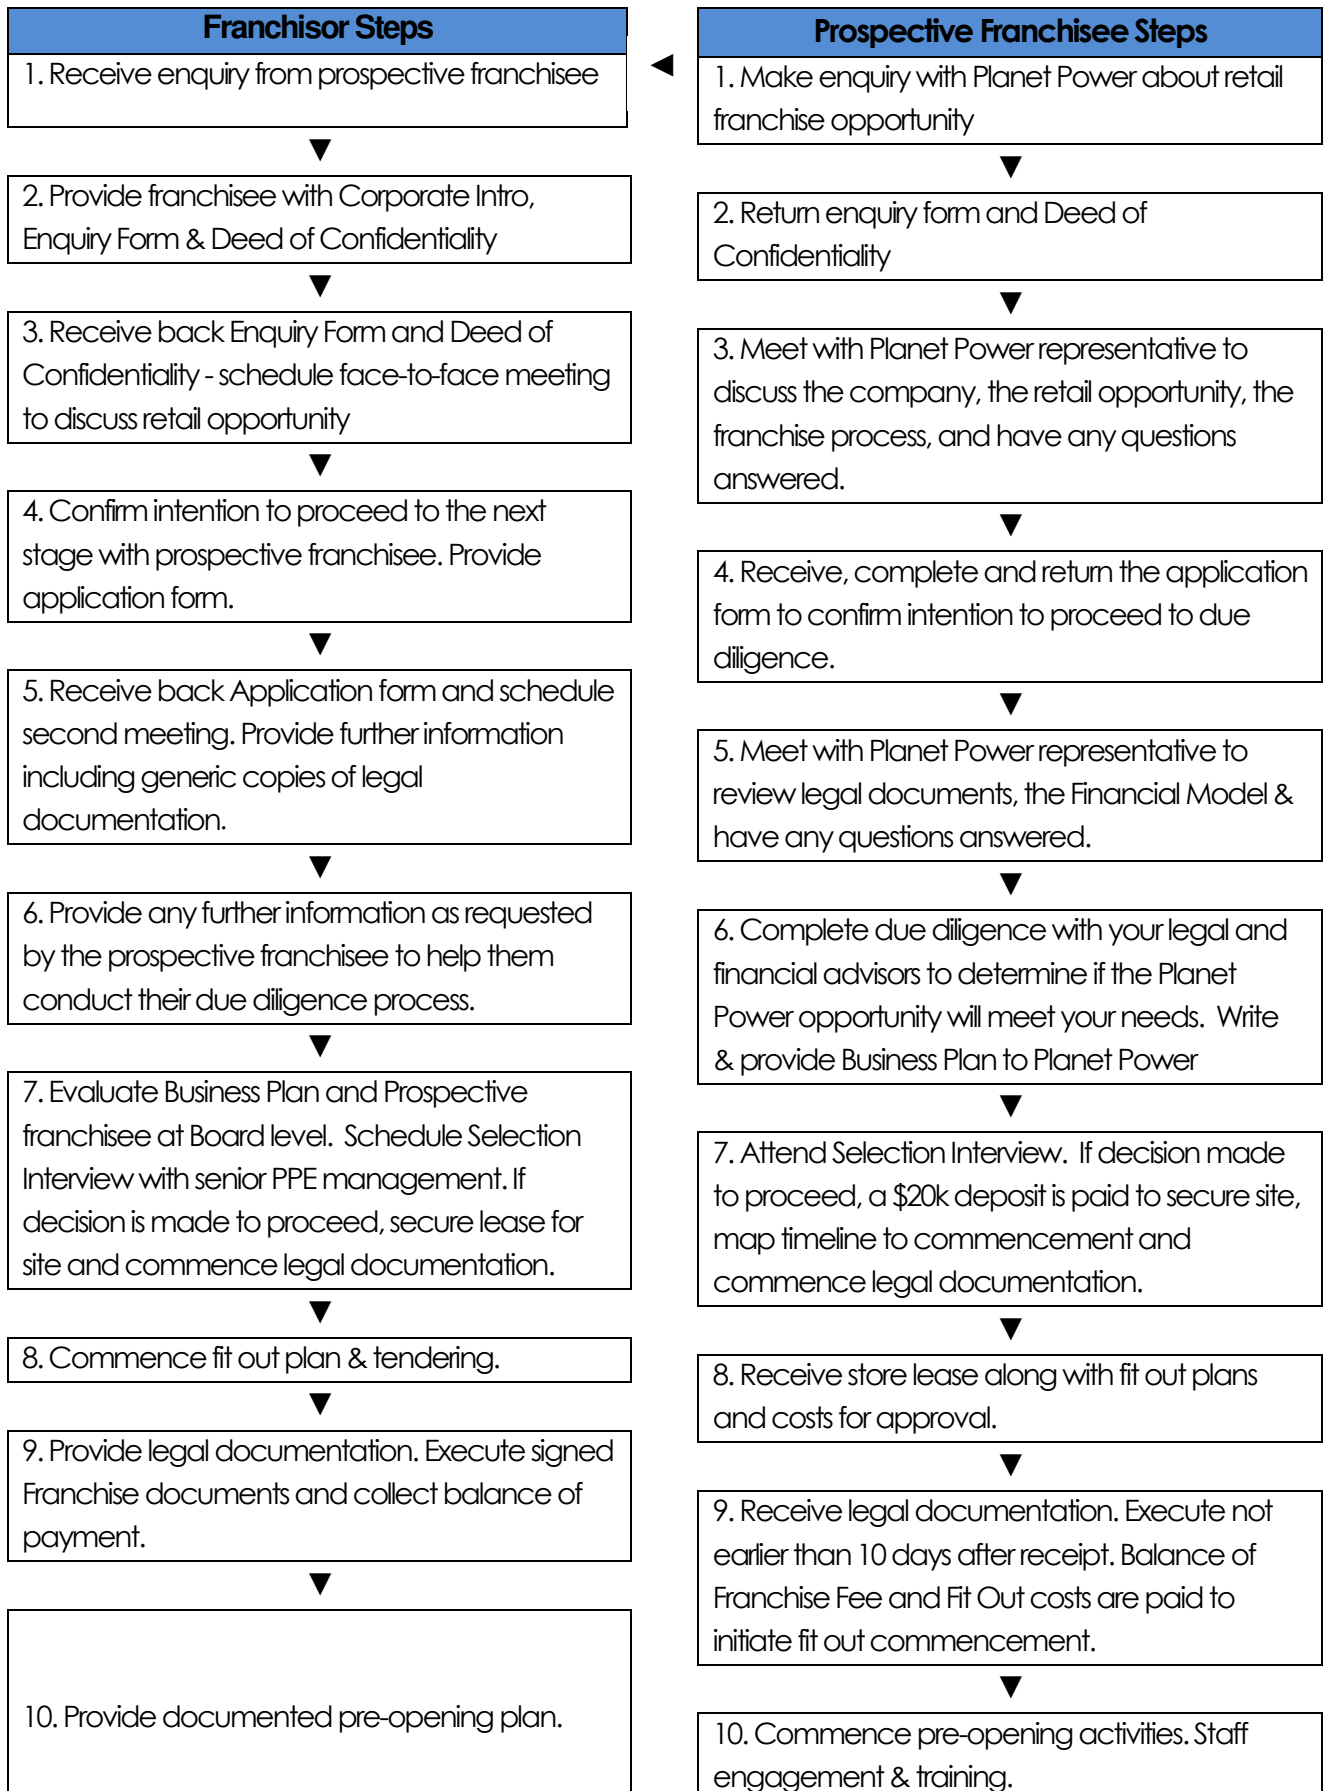 Franchisor Steps
1. Receive enquiry from prospective franchisee
2. Provide franchisee with Corporate Intro,
Enquiry Form & Deed of Confidentiality
3. Receive back Enquiry Form and Deed of
Confidentiality - schedule face-to-face meeting
to discuss retail opportunity
4. Confirm intention to proceed to the next
stage with prospective franchisee. Provide
application form.
5. Receive back Application form and schedule
second meeting. Provide further information
including generic copies of legal
documentation.
6. Provide any further information as requested
by the prospective franchisee to help them
conduct their due diligence process.
7. Evaluate Business Plan and Prospective
franchisee at Board level. Schedule Selection
Interview with senior PPE management. If
decision is made to proceed, secure lease for
site and commence legal documentation.
8. Commence fit out plan & tendering.
9. Provide legal documentation. Execute signed
Franchise documents and collect balance of
payment.
10. Provide documented pre-opening plan.
Prospective Franchisee Steps
1. Make enquiry with Planet Power about retail
franchise opportunity
2. Return enquiry form and Deed of
Confidentiality
3. Meet with Planet Power representative to
discuss the company, the retail opportunity, the
franchise process, and have any questions
answered.
4. Receive, complete and return the application
form to confirm intention to proceed to due
diligence.
5. Meet with Planet Power representative to
review legal documents, the Financial Model &
have any questions answered.
6. Complete due diligence with your legal and
financial advisors to determine if the Planet
Power opportunity will meet your needs. Write
& provide Business Plan to Planet Power
7. Attend Selection Interview. If decision made
to proceed, a $20k deposit is paid to secure site,
map timeline to commencement and
commence legal documentation.
8. Receive store lease along with fit out plans
and costs for approval.
9. Receive legal documentation. Execute not
earlier than 10 days after receipt. Balance of
Franchise Fee and Fit Out costs are paid to
initiate fit out commencement.
10. Commence pre-opening activities. Staff
engagement & training.